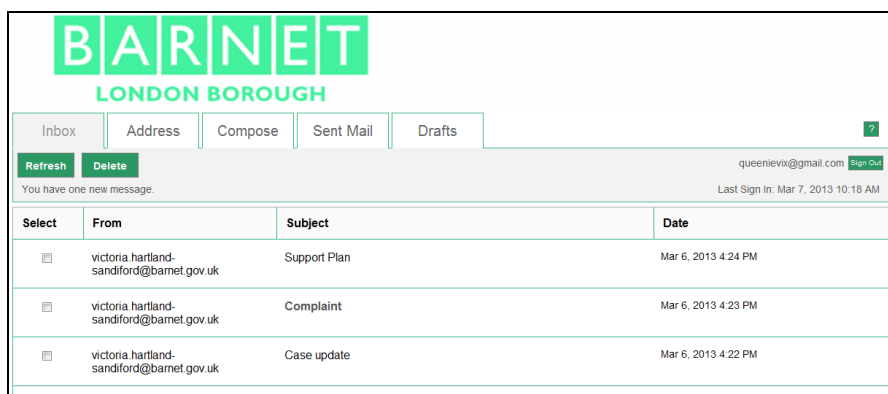 BARNET
LONDON BOROUGH
Inbox Address Compose Sent Mail Drafts ?
Refresh Delete queenievix@gmail.com Sign Out
You have one new message. Last Sign In: Mar 7, 2013 10:18 AM
Select From Subject Date
victoria.hartland- Support Plan Mar 6, 2013 4:24 PM
sandiford@barnet.gov.uk
victoria.hartland- Complaint Mar 6, 2013 4:23 PM
sandiford@barnet.gov.uk
victoria.hartland- Case update Mar 6, 2013 4:22 PM
sandiford@barnet.gov.uk